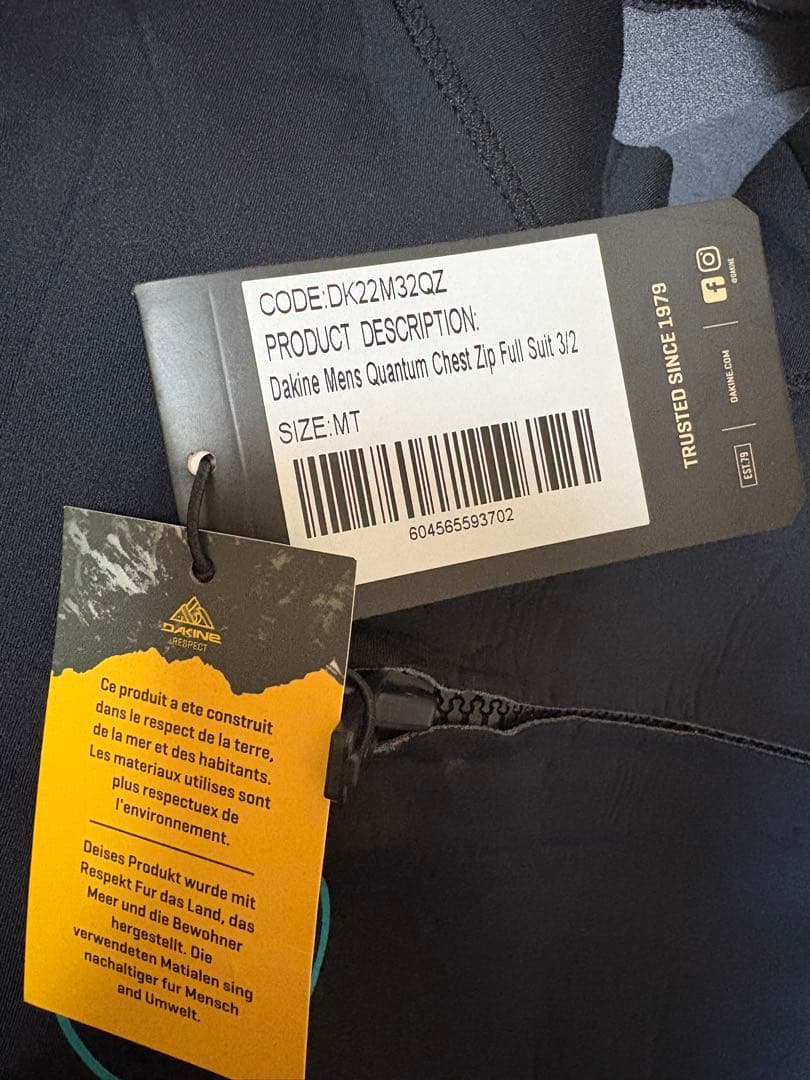 CODE:DK22M32QZ
PRODUCT DESCRIPTION:
Dakine Mens Quantum Chest Zip Full Suit 3/2
SIZE:MT
604565593702
TRUSTED SINCE 1979
@DAKINE
DAKINE.COM
EST.79
DAKINE
RESPECT
Ce produit a ete construit
dans le respect de la terre,
de la mer et des habitants.
Les materiaux utilises sont
plus respectuex de
l'environnement.
Deises Produkt wurde mit
Respekt Fur das Land, das
Meer und die Bewohner
hergestellt. Die
verwendeten Matialen sing
nachaltiger fur Mensch
and Umwelt.